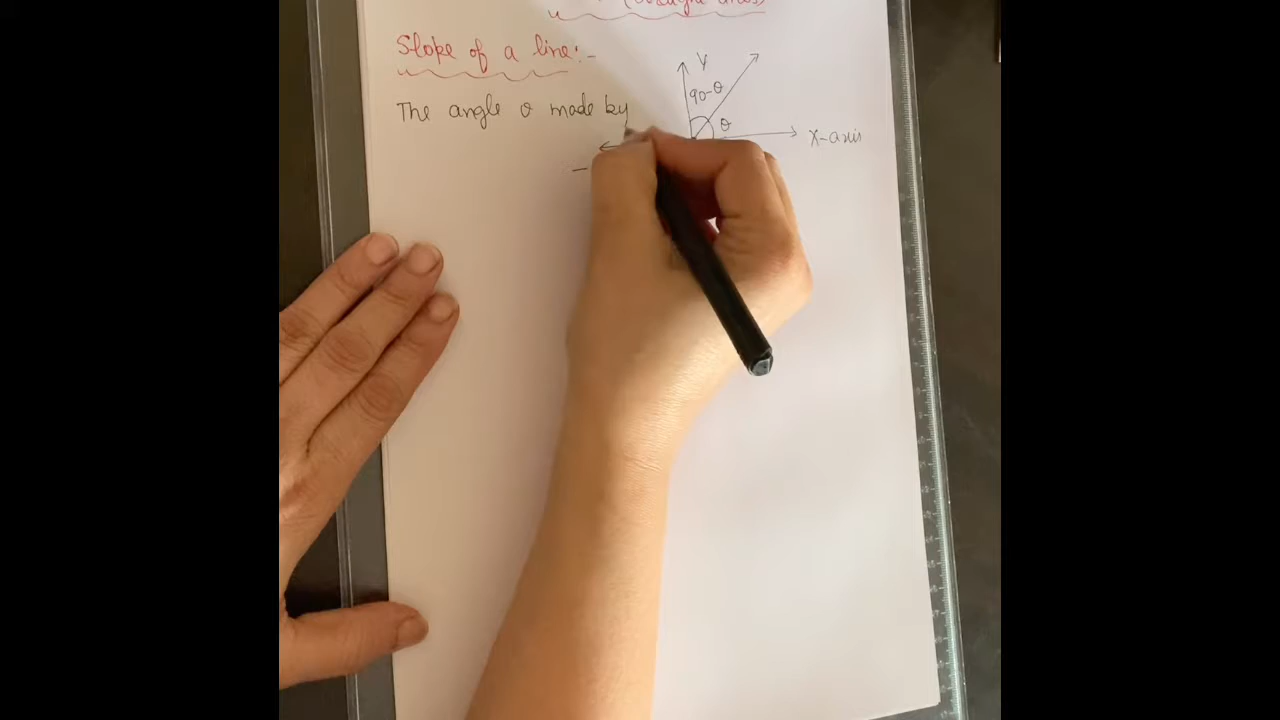 Slope of a line:-
The angle θ made by
Y
90-θ
θ
X-axis